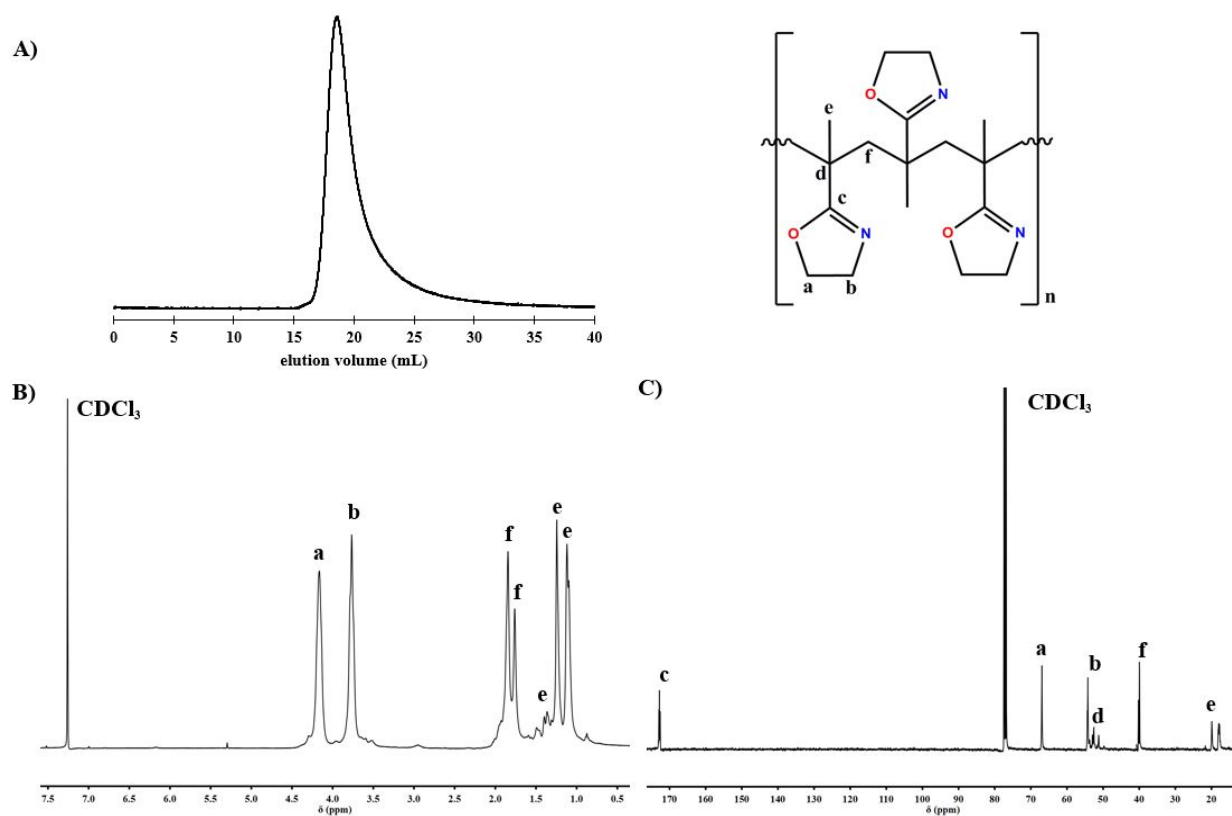 A)
0 5 10 15 20 25 30 35 40
elution volume (mL)
O N
e
f
d
c
O N O N
a b
n
B)
CDCl₃
a
b
f
f
e
e
e
7.5 7.0 6.5 6.0 5.5 5.0 4.5 4.0 3.5 3.0 2.5 2.0 1.5 1.0 0.5
δ (ppm)
C)
CDCl₃
c
a
b
d
f
e
170 160 150 140 130 120 110 100 90 80 70 60 50 40 30 20
δ (ppm)